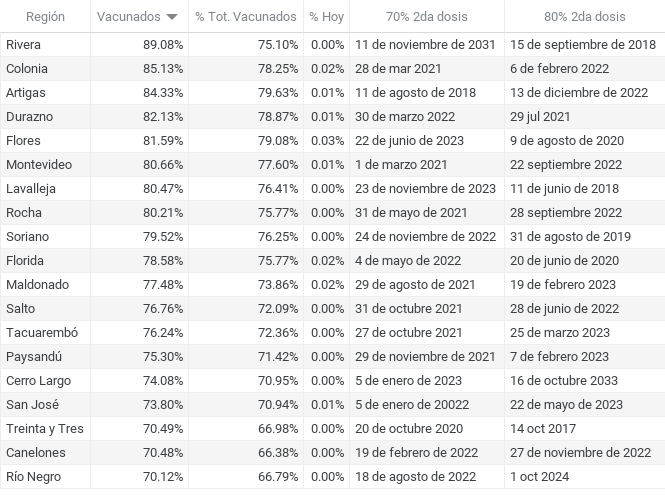 Región Vacunados % Tot. Vacunados % Hoy 70% 2da dosis 80% 2da dosis
Rivera 89.08% 75.10% 0.00% 11 de noviembre de 2031 15 de septiembre de 2018
Colonia 85.13% 78.25% 0.02% 28 de mar 2021 6 de febrero 2022
Artigas 84.33% 79.63% 0.01% 11 de agosto de 2018 13 de diciembre de 2022
Durazno 82.13% 78.87% 0.01% 30 de marzo 2022 29 jul 2021
Flores 81.59% 79.08% 0.03% 22 de junio de 2023 9 de agosto de 2020
Montevideo 80.66% 77.60% 0.01% 1 de marzo 2021 22 septiembre 2022
Lavalleja 80.47% 76.41% 0.00% 23 de noviembre de 2023 11 de junio de 2018
Rocha 80.21% 75.77% 0.00% 31 de mayo de 2021 28 septiembre 2022
Soriano 79.52% 76.25% 0.00% 24 de noviembre de 2022 31 de agosto de 2019
Florida 78.58% 75.77% 0.02% 4 de mayo de 2022 20 de junio de 2020
Maldonado 77.48% 73.86% 0.02% 29 de agosto de 2021 19 de febrero 2023
Salto 76.76% 72.09% 0.00% 31 de octubre 2021 28 de junio de 2022
Tacuarembó 76.24% 72.36% 0.00% 27 de octubre 2021 25 de marzo 2023
Paysandú 75.30% 71.42% 0.00% 29 de noviembre de 2021 7 de febrero 2023
Cerro Largo 74.08% 70.95% 0.00% 5 de enero de 2023 16 de octubre 2033
San José 73.80% 70.94% 0.01% 5 de enero de 20022 22 de mayo de 2023
Treinta y Tres 70.49% 66.98% 0.00% 20 de octubre 2020 14 oct 2017
Canelones 70.48% 66.38% 0.00% 19 de febrero de 2022 27 de noviembre de 2022
Río Negro 70.12% 66.79% 0.00% 18 de agosto de 2022 1 oct 2024